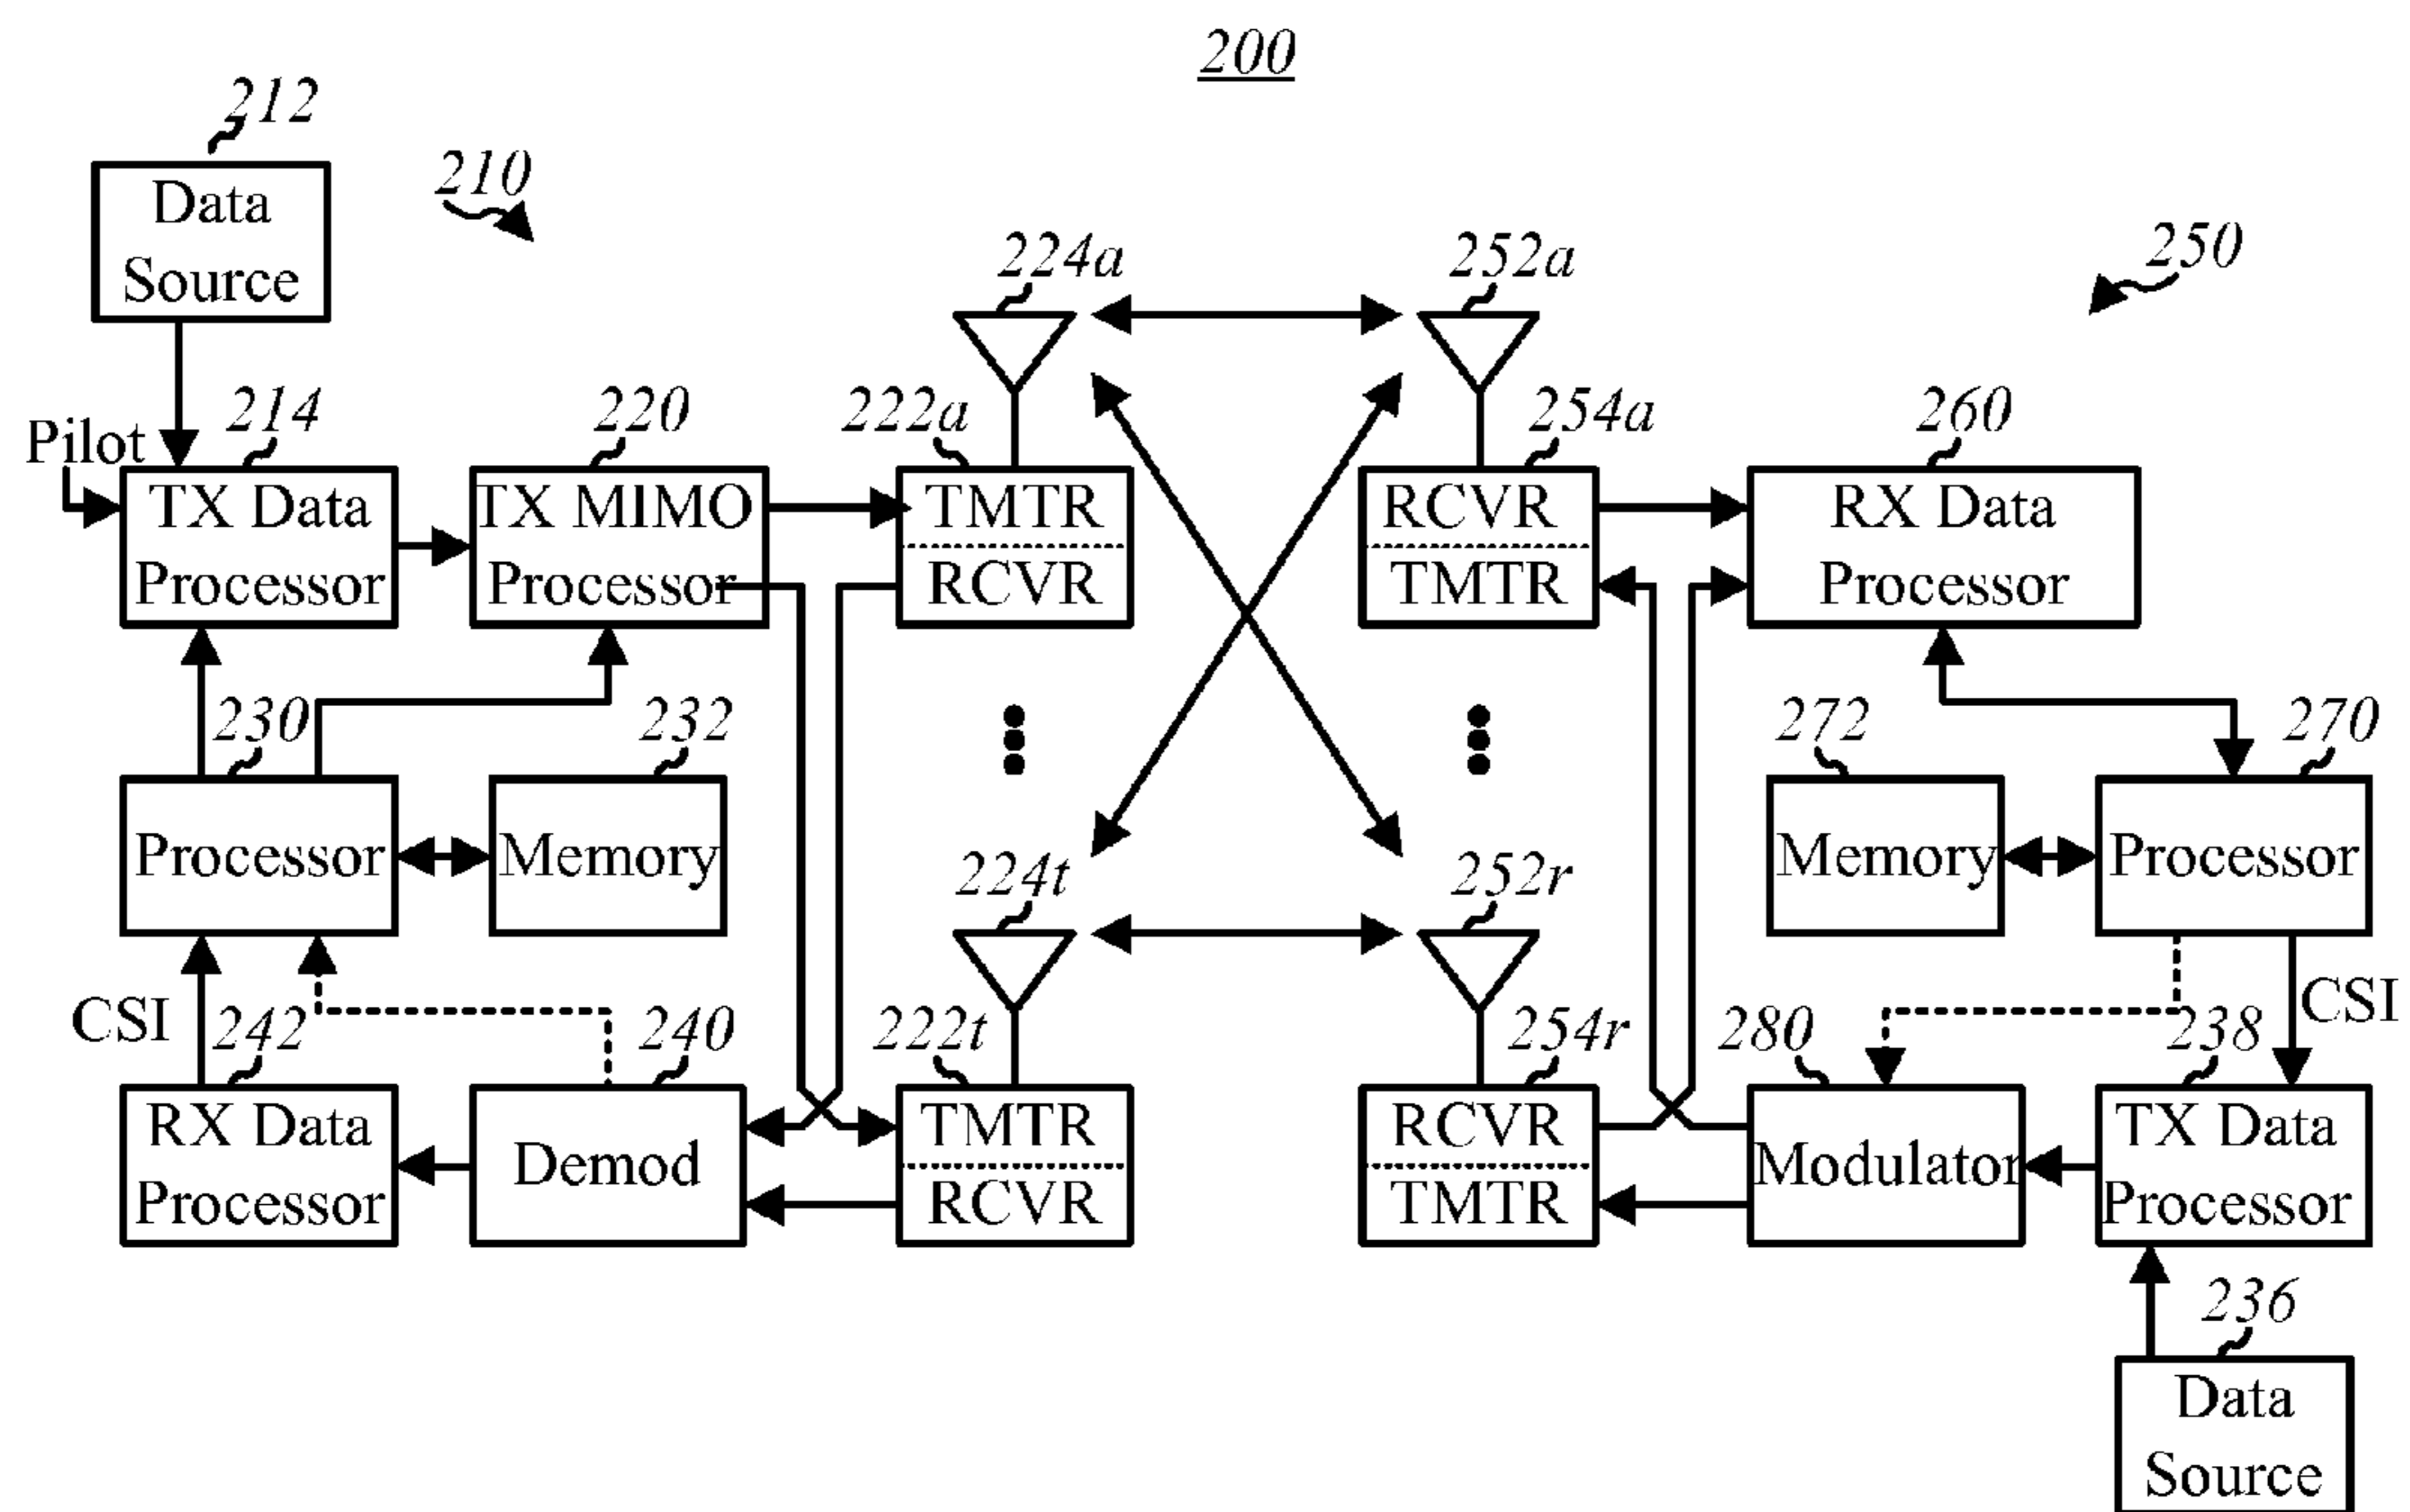 200
212
Data
Source
210
224a
252a
250
Pilot
214
220
222a
254a
260
TX Data
Processor
TX MIMO
Processor
TMTR
RCVR
RCVR
TMTR
RX Data
Processor
230
232
272
270
Processor
Memory
Memory
Processor
224t
252r
CSI
242
240
222t
254r
280
238
CSI
RX Data
Processor
Demod
TMTR
RCVR
RCVR
TMTR
Modulator
TX Data
Processor
236
Data
Source